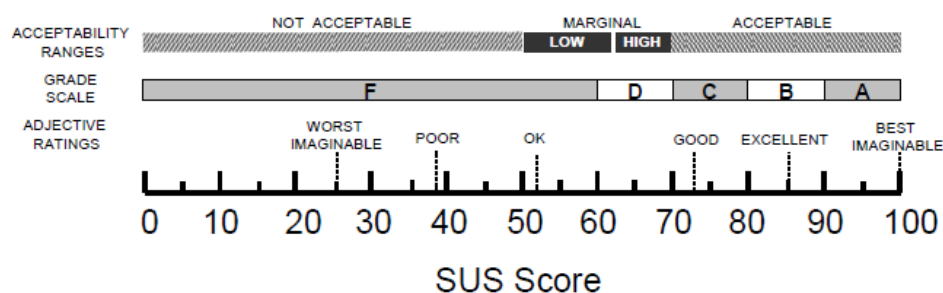 NOT ACCEPTABLE MARGINAL ACCEPTABLE
ACCEPTABILITY
RANGES
LOW HIGH
GRADE
SCALE
F D C B A
ADJECTIVE
RATINGS
WORST
IMAGINABLE
POOR
OK
GOOD
EXCELLENT
BEST
IMAGINABLE
0 10 20 30 40 50 60 70 80 90 100
SUS Score